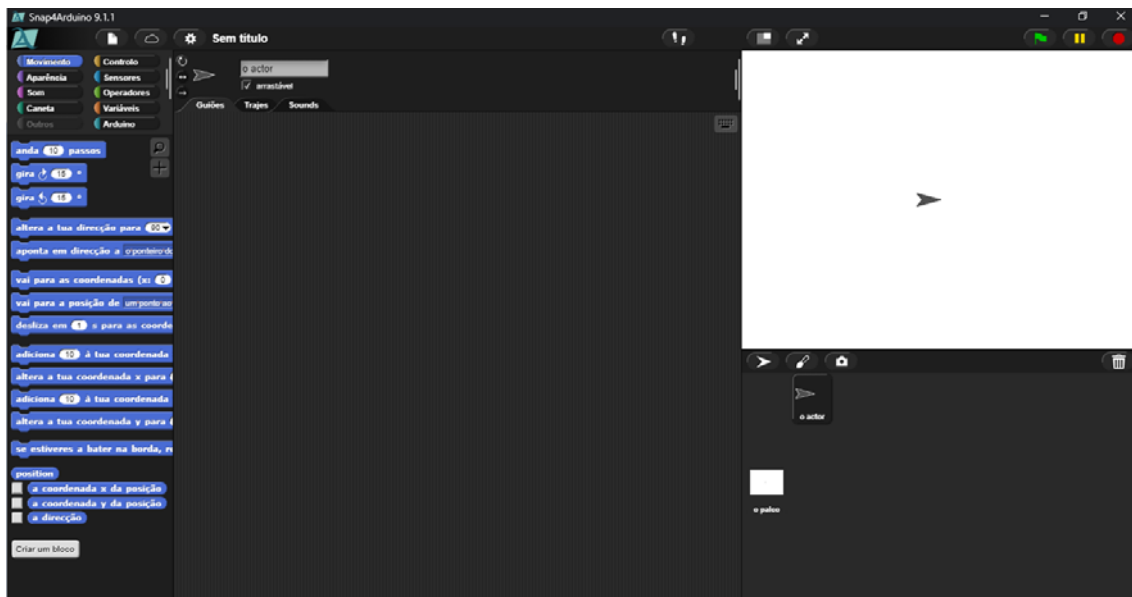 Snap4Arduino 9.1.1
Sem título
Movimento
Controlo
Aparência
Sensores
Som
Operadores
Caneta
Variáveis
Outros
Arduino
anda 10 passos
gira 15 °
gira 15 °
altera a tua direcção para 90
aponta em direcção a o ponteiro do
vai para as coordenadas (x: 0
vai para a posição de um ponto ao
desliza em 1 s para as coorde
adiciona 10 à tua coordenada
altera a tua coordenada x para
adiciona 10 à tua coordenada
altera a tua coordenada y para
se estiveres a bater na borda, r
position
a coordenada x da posição
a coordenada y da posição
a direcção
Criar um bloco
o actor
arrastável
Guiões
Trajes
Sounds
o actor
o palco